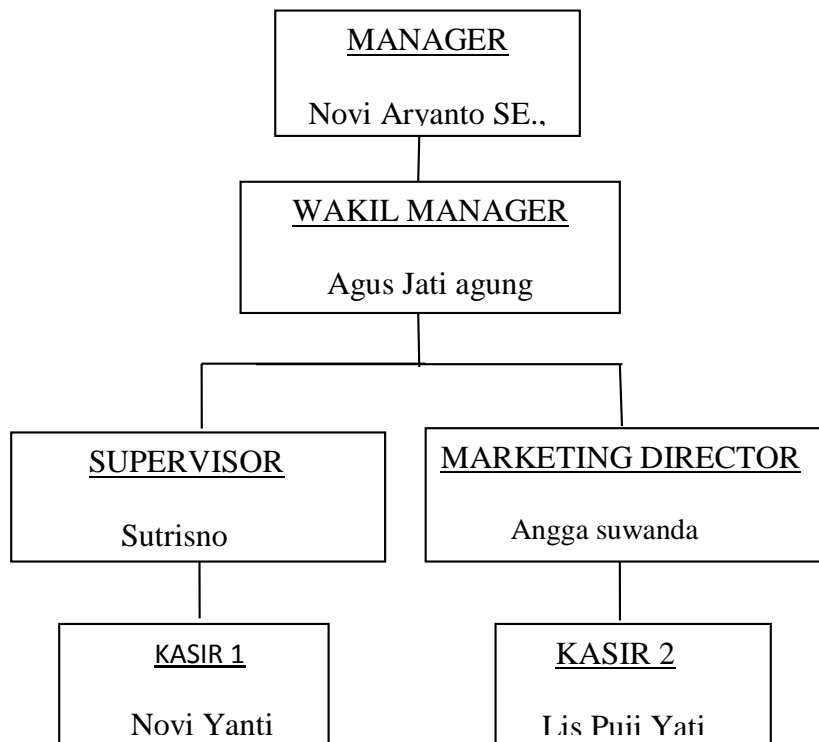 MANAGER
Novi Aryanto SE.,
WAKIL MANAGER
Agus Jati agung
SUPERVISOR
Sutrisno
MARKETING DIRECTOR
Angga suwanda
KASIR 1
Novi Yanti
KASIR 2
Lis Puji Yati